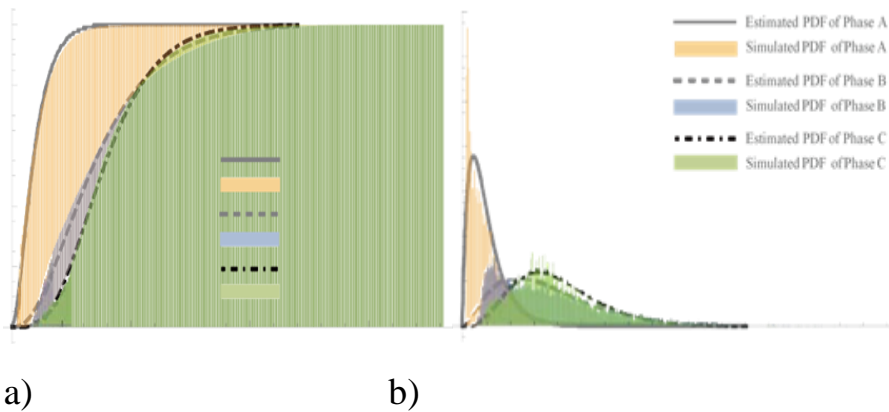 Estimated PDF of Phase A
Simulated PDF of Phase A
Estimated PDF of Phase B
Simulated PDF of Phase B
Estimated PDF of Phase C
Simulated PDF of Phase C
a) b)